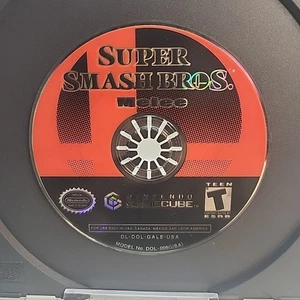 SUPER
SMASH BROS.
Melee
NINTENDO
GAMECUBE
TEEN
T
ESRB
FOR USE ONLY IN USA, CANADA, MEXICO AND LATIN AMERICA
DL-DOL-GALE-USA
MODEL No. DOL-006(USA)